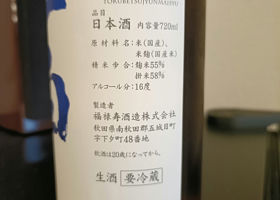 TOKUBETSUJYUNMAISYU
品目
日本酒 内容量720ml
原材料名：米(国産)、
米麹(国産米)
精米歩合：麹米55%
掛米58%
アルコール分：16度
製造者
福禄寿酒造株式会社
秋田県南秋田郡五城目町
字下タ町48番地
飲酒は20歳になってから。
生酒 要冷蔵